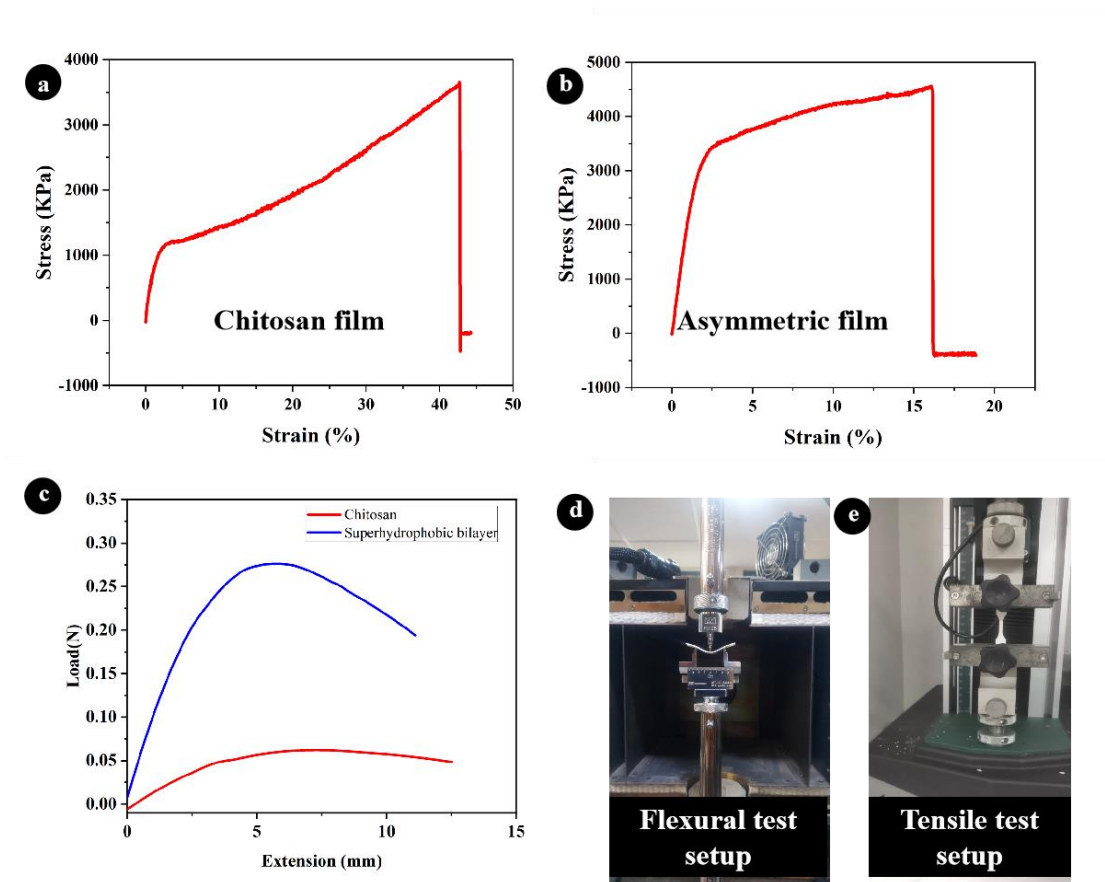 a
4000
3000
2000
1000
0
-1000
Stress (KPa)
Chitosan film
0 10 20 30 40 50
Strain (%)
b
5000
4000
3000
2000
1000
0
-1000
Stress (KPa)
Asymmetric film
0 5 10 15 20
Strain (%)
c
0.35
0.30
0.25
0.20
0.15
0.10
0.05
0.00
Load(N)
Chitosan
Superhydrophobic bilayer
0 5 10 15
Extension (mm)
d
Flexural test
setup
e
Tensile test
setup